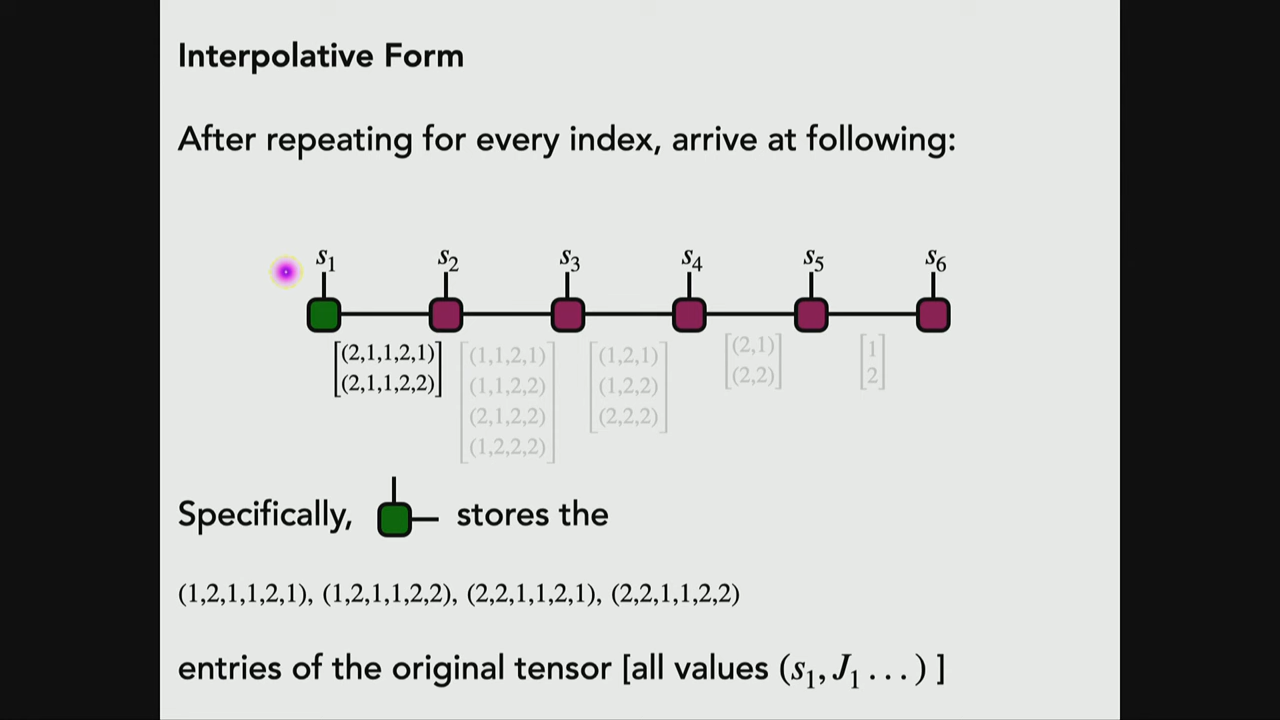 Interpolative Form
After repeating for every index, arrive at following:
s1 s2 s3 s4 s5 s6
[(2,1,1,2,1)] [(1,1,2,1)] [(1,2,1)] [(2,1)] [1]
[(2,1,1,2,2)] [(1,1,2,2)] [(1,2,2)] [(2,2)] [2]
(2,1,2,2) (2,2,2)
(1,2,2,2)
Specifically, stores the
(1,2,1,1,2,1), (1,2,1,1,2,2), (2,2,1,1,2,1), (2,2,1,1,2,2)
entries of the original tensor [all values (s1, J1 . . . ) ]